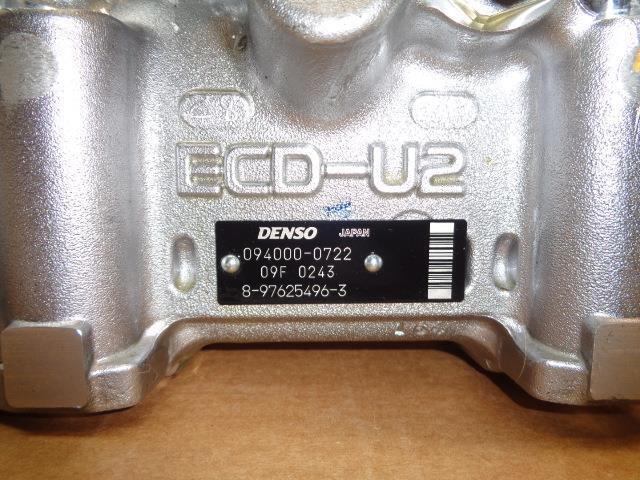 ECD-U2
DENSO JAPAN
094000-0722
09F 0243
8-97625496-3